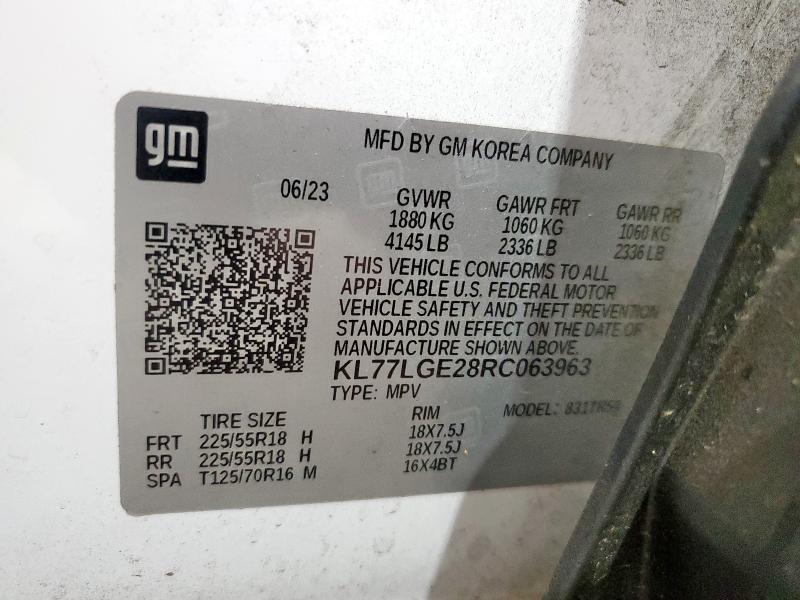 gm
MFD BY GM KOREA COMPANY
06/23
GVWR GAWR FRT GAWR RR
1880 KG 1060 KG 1060 KG
4145 LB 2336 LB 2336 LB
THIS VEHICLE CONFORMS TO ALL
APPLICABLE U.S. FEDERAL MOTOR
VEHICLE SAFETY AND THEFT PREVENTION
STANDARDS IN EFFECT ON THE DATE OF
MANUFACTURE SHOWN ABOVE.
KL77LGE28RC063963
TYPE: MPV MODEL:
TIRE SIZE RIM
FRT 225/55R18 H 18X7.5J
RR 225/55R18 H 18X7.5J
SPA T125/70R16 M 16X4BT